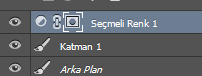 Seçmeli Renk 1
Katman 1
Arka Plan